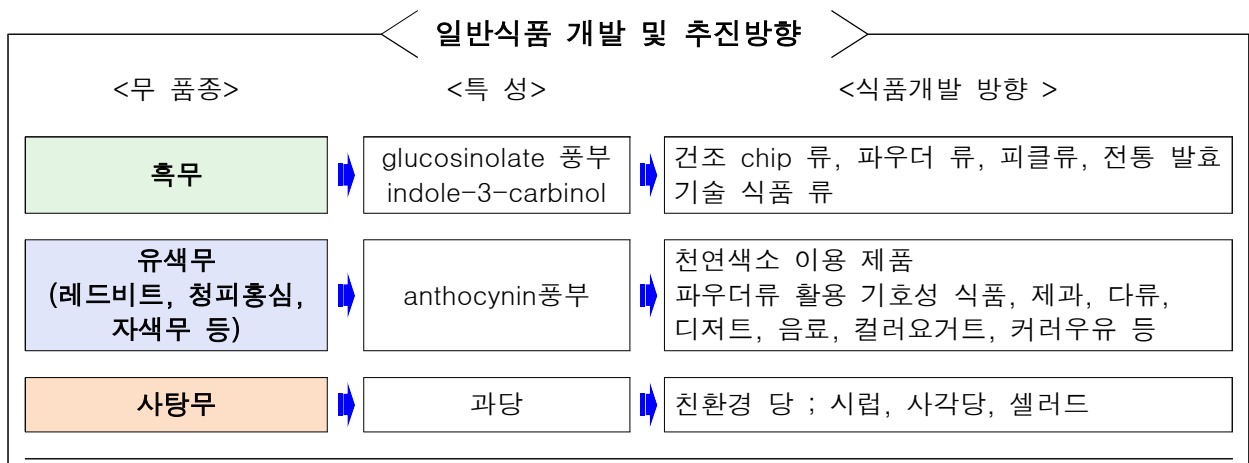 일반식품 개발 및 추진방향
<무 품종>
<특 성>
<식품개발 방향 >
흑무
glucosinolate 풍부
indole-3-carbinol
건조 chip 류, 파우더 류, 피클류, 전통 발효
기술 식품 류
유색무
(레드비트, 청피홍심,
자색무 등)
anthocynin풍부
천연색소 이용 제품
파우더류 활용 기호성 식품, 제과, 다류,
디저트, 음료, 컬러요거트, 커러우유 등
사탕무
과당
친환경 당 ; 시럽, 사각당, 셀러드